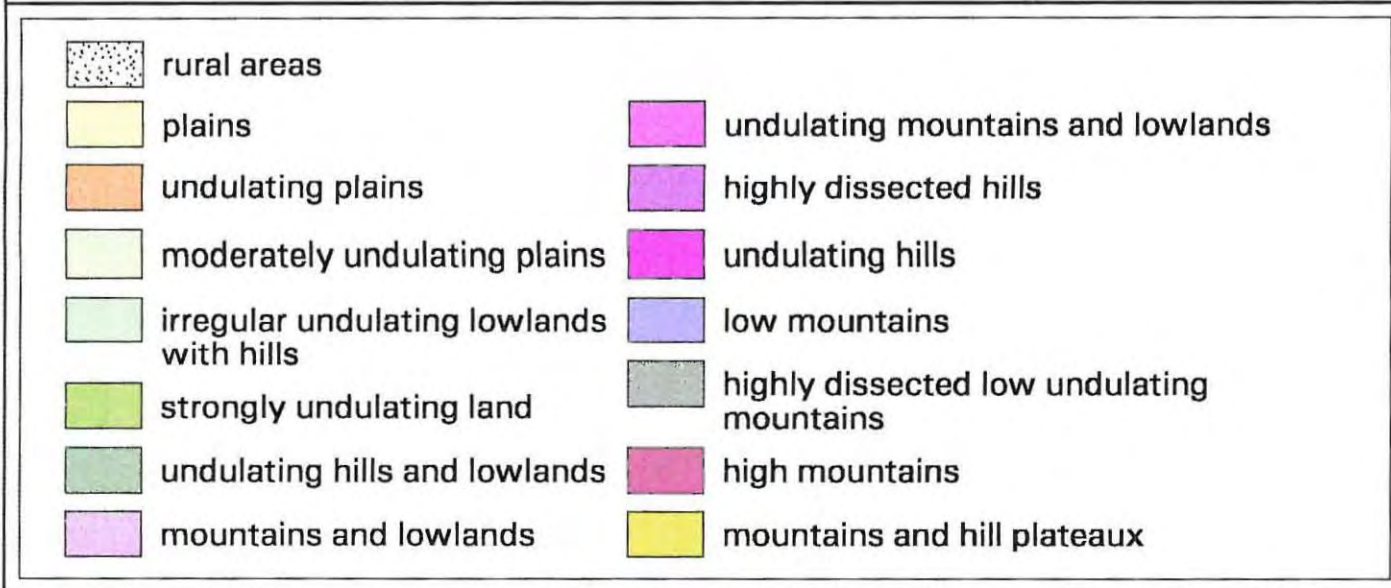 rural areas
plains
undulating plains
moderately undulating plains
irregular undulating lowlands
with hills
strongly undulating land
undulating hills and lowlands
mountains and lowlands
undulating mountains and lowlands
highly dissected hills
undulating hills
low mountains
highly dissected low undulating
mountains
high mountains
mountains and hill plateaux